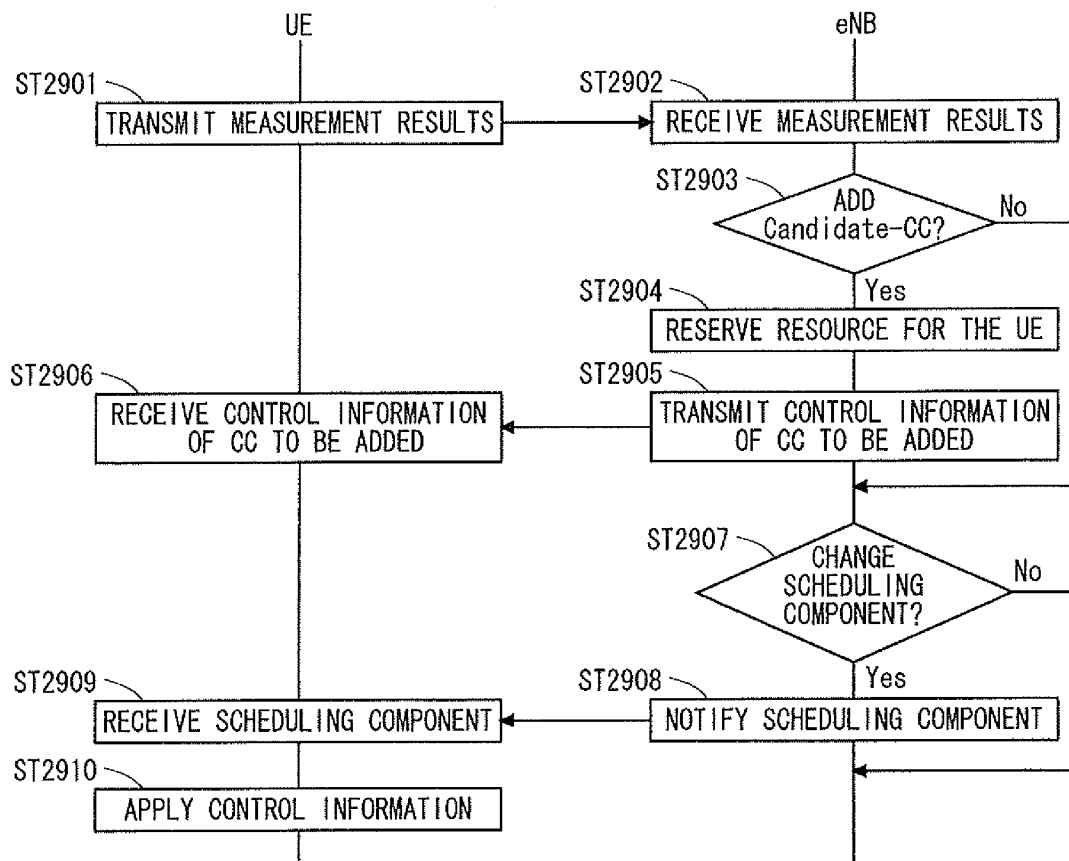 UE
eNB
ST2901
ST2902
TRANSMIT MEASUREMENT RESULTS
RECEIVE MEASUREMENT RESULTS
ST2903
ADD
Candidate-CC?
No
Yes
ST2904
RESERVE RESOURCE FOR THE UE
ST2906
ST2905
RECEIVE CONTROL INFORMATION
OF CC TO BE ADDED
TRANSMIT CONTROL INFORMATION
OF CC TO BE ADDED
ST2907
CHANGE
SCHEDULING
COMPONENT?
No
Yes
ST2909
ST2908
RECEIVE SCHEDULING COMPONENT
NOTIFY SCHEDULING COMPONENT
ST2910
APPLY CONTROL INFORMATION